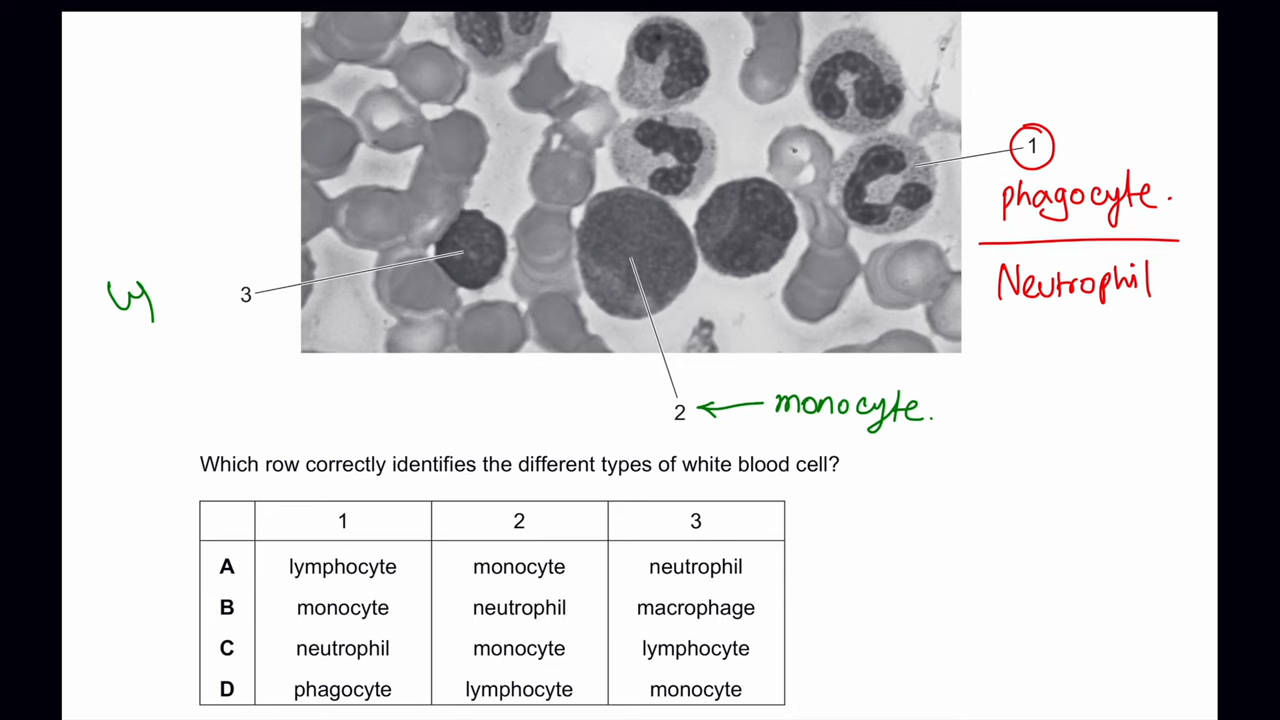 1
phagocyte.
Neutrophil
3
ly
2 ← monocyte.
Which row correctly identifies the different types of white blood cell?
1 2 3
A lymphocyte monocyte neutrophil
B monocyte neutrophil macrophage
C neutrophil monocyte lymphocyte
D phagocyte lymphocyte monocyte